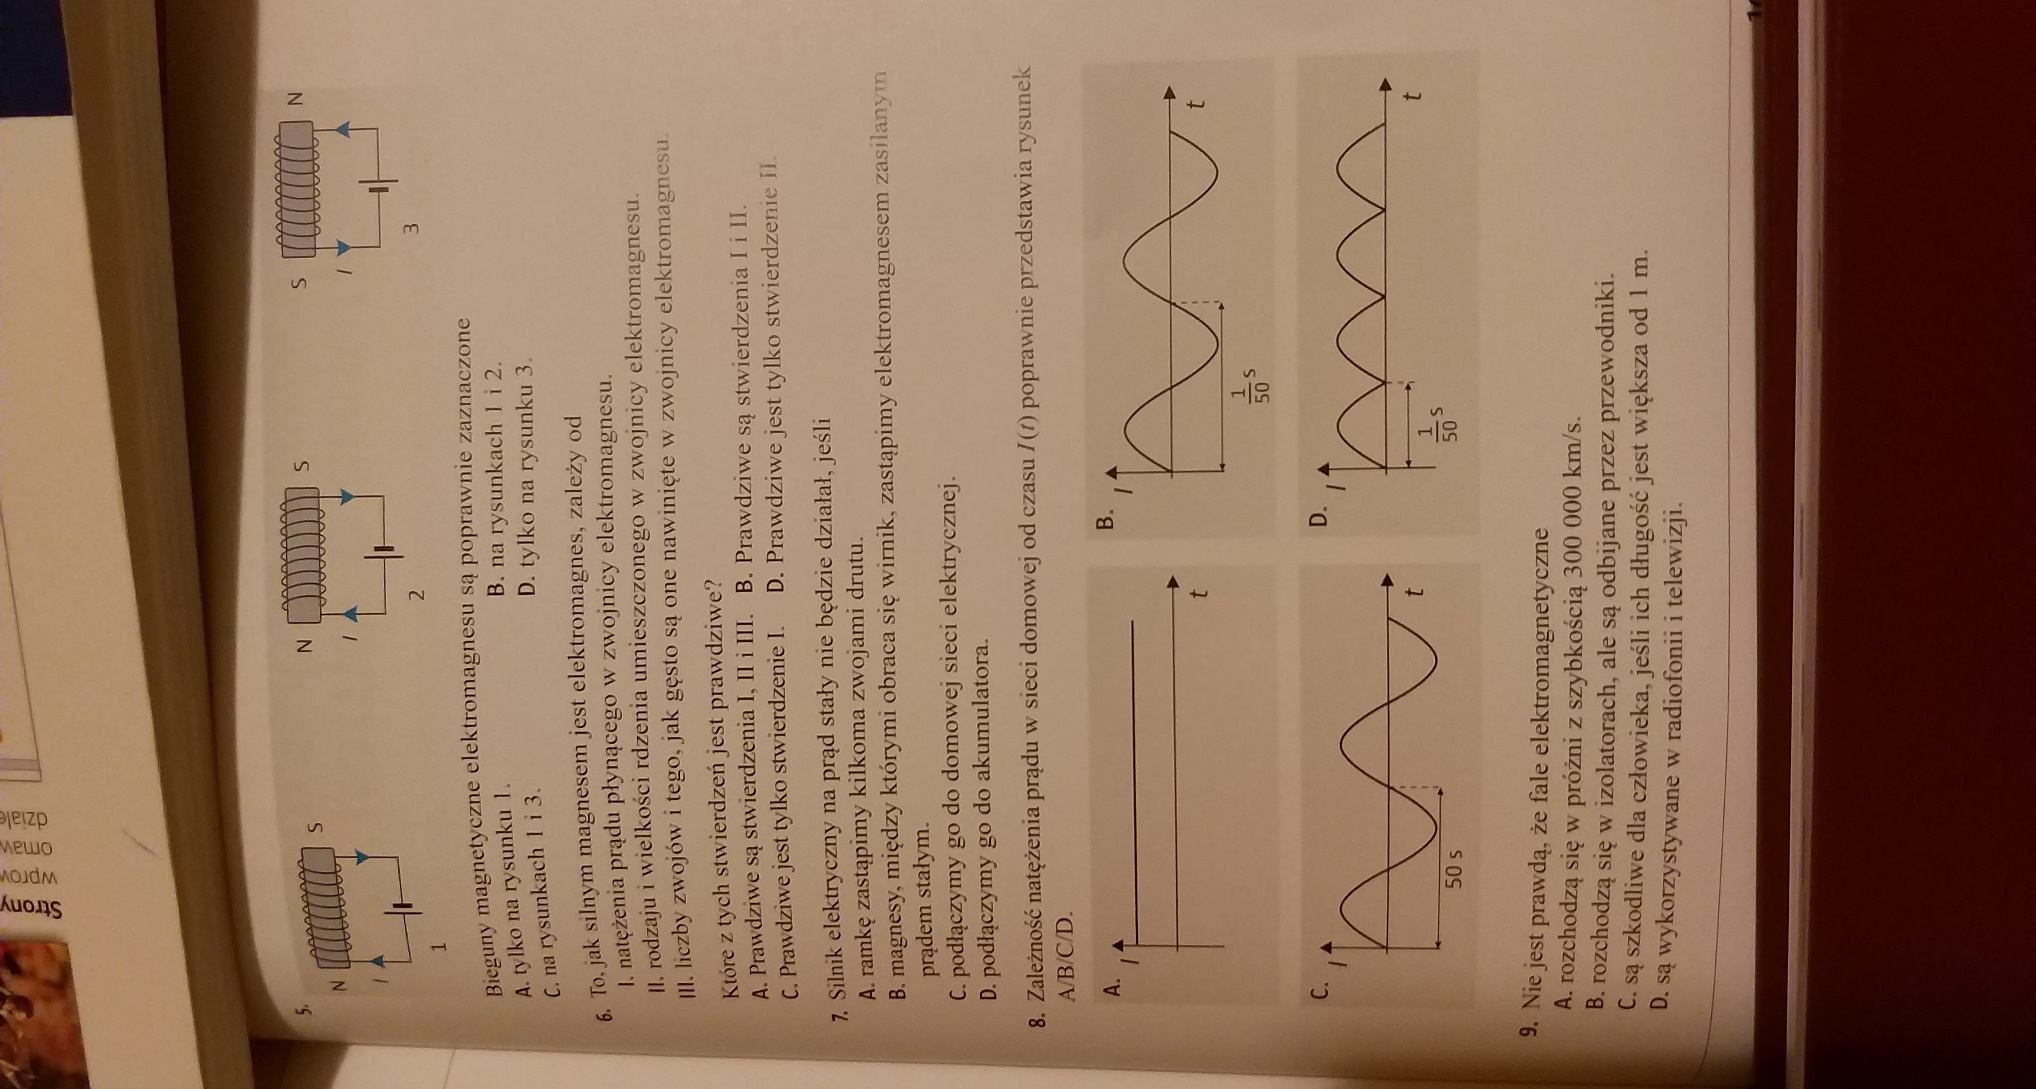 Strony
wprow
omaw
dziale
5.
N S N S S N
I I I
1 2 3
Bieguny magnetyczne elektromagnesu są poprawnie zaznaczone
A. tylko na rysunku 1. B. na rysunkach 1 i 2.
C. na rysunkach 1 i 3. D. tylko na rysunku 3.
6. To, jak silnym magnesem jest elektromagnes, zależy od
I. natężenia prądu płynącego w zwojnicy elektromagnesu.
II. rodzaju i wielkości rdzenia umieszczonego w zwojnicy elektromagnesu.
III. liczby zwojów i tego, jak gęsto są one nawinięte w zwojnicy elektromagnesu.
Które z tych stwierdzeń jest prawdziwe?
A. Prawdziwe są stwierdzenia I, II i III. B. Prawdziwe są stwierdzenia I i II.
C. Prawdziwe jest tylko stwierdzenie I. D. Prawdziwe jest tylko stwierdzenie II.
7. Silnik elektryczny na prąd stały nie będzie działał, jeśli
A. ramkę zastąpimy kilkoma zwojami drutu.
B. magnesy, między którymi obraca się wirnik, zastąpimy elektromagnesem zasilanym
prądem stałym.
C. podłączymy go do domowej sieci elektrycznej.
D. podłączymy go do akumulatora.
8. Zależność natężenia prądu w sieci domowej od czasu I(t) poprawnie przedstawia rysunek
A/B/C/D.
A. I t
B. I t
1/50 s
C. I t
50 s
D. I t
1/50 s
9. Nie jest prawdą, że fale elektromagnetyczne
A. rozchodzą się w próżni z szybkością 300 000 km/s.
B. rozchodzą się w izolatorach, ale są odbijane przez przewodniki.
C. są szkodliwe dla człowieka, jeśli ich długość jest większa od 1 m.
D. są wykorzystywane w radiofonii i telewizji.